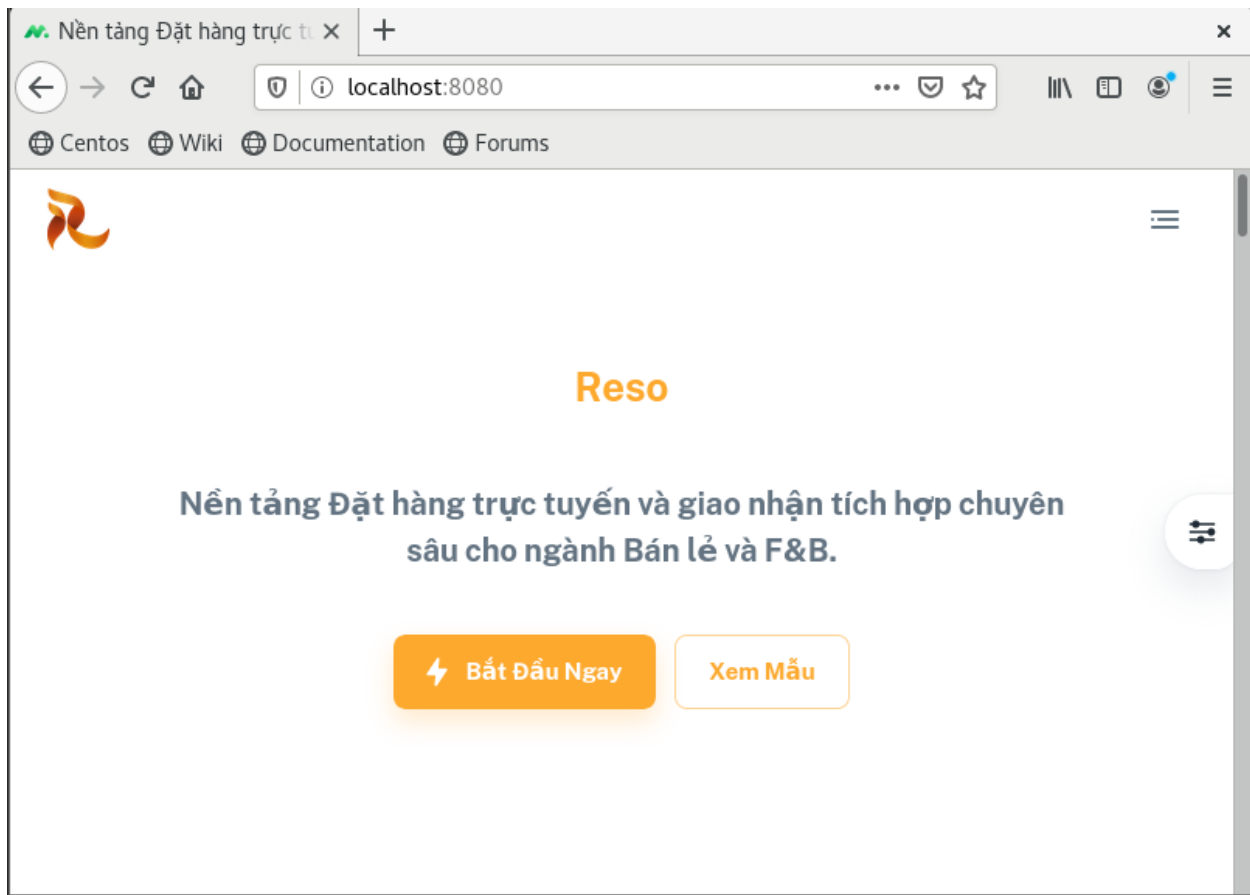 Nền tảng Đặt hàng trực t
localhost:8080
Centos Wiki Documentation Forums
Reso
Nền tảng Đặt hàng trực tuyến và giao nhận tích hợp chuyên
sâu cho ngành Bán lẻ và F&B.
Bắt Đầu Ngay Xem Mẫu